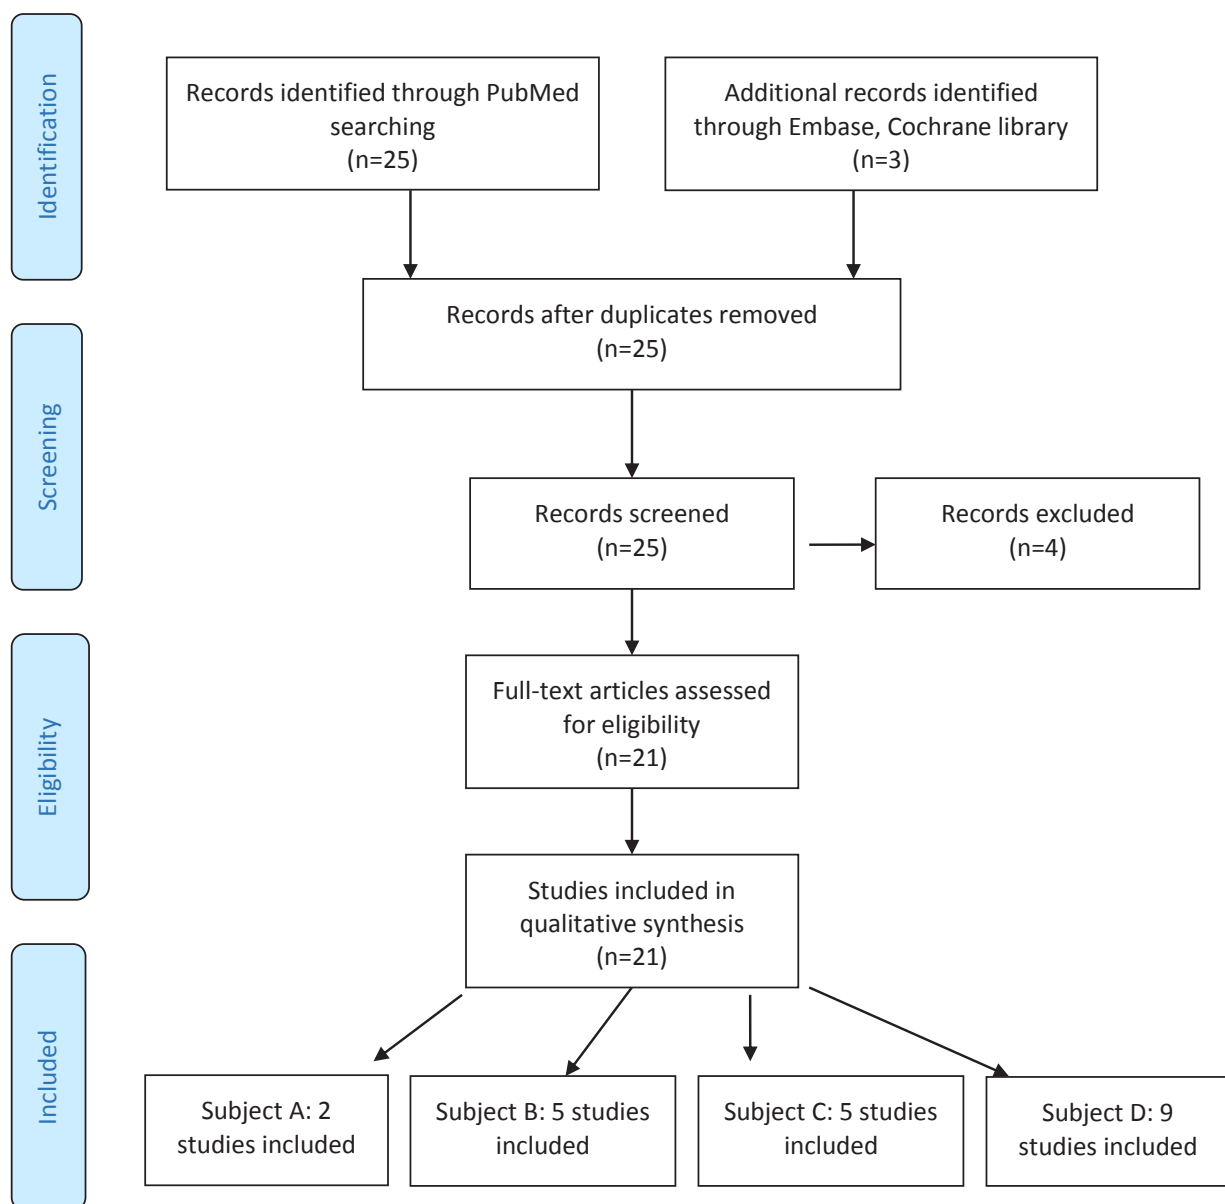 Identification
Records identified through PubMed
searching
(n=25)
Additional records identified
through Embase, Cochrane library
(n=3)
Records after duplicates removed
(n=25)
Screening
Records screened
(n=25)
Records excluded
(n=4)
Eligibility
Full-text articles assessed
for eligibility
(n=21)
Studies included in
qualitative synthesis
(n=21)
Included
Subject A: 2
studies included
Subject B: 5 studies
included
Subject C: 5 studies
included
Subject D: 9
studies included